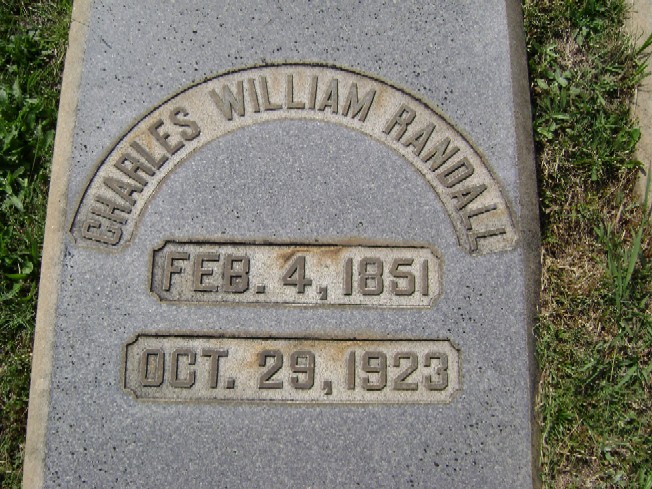 CHARLES WILLIAM RANDALL
FEB. 4, 1851
OCT. 29, 1923